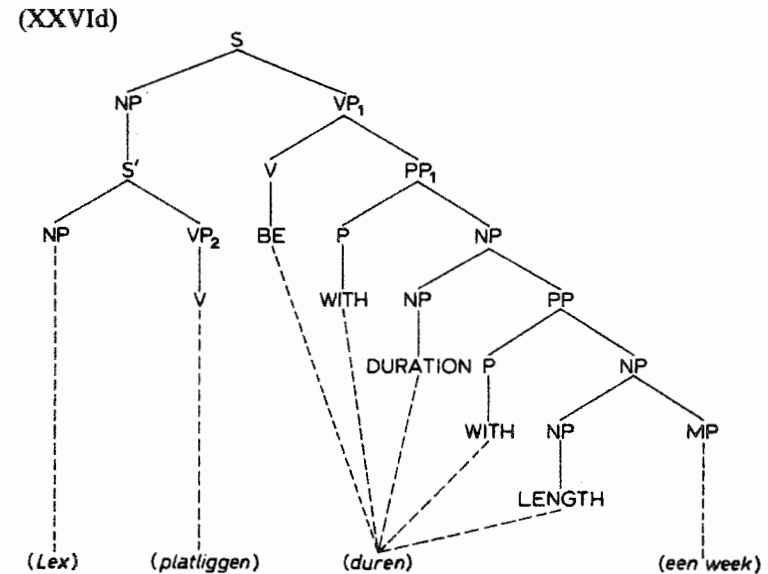 (XXVId)
S
NP VP₁
S' V PP₁
NP VP₂ BE P NP
V WITH NP PP
DURATION P NP
WITH NP MP
LENGTH
(Lex) (platliggen) (duren) (een week)